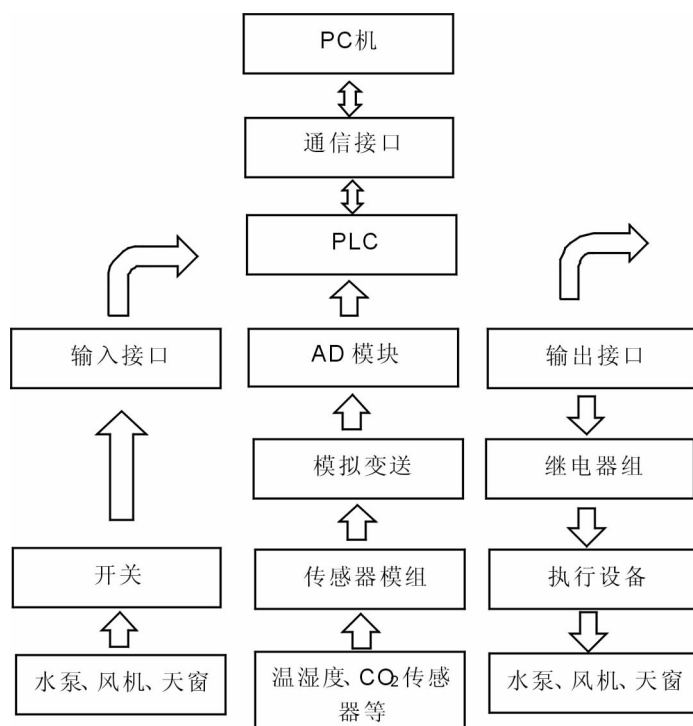 PC机
通信接口
PLC
输入接口
AD 模块
输出接口
模拟变送
继电器组
开关
传感器模组
执行设备
水泵、风机、天窗
温湿度、CO₂传感
器等
水泵、风机、天窗